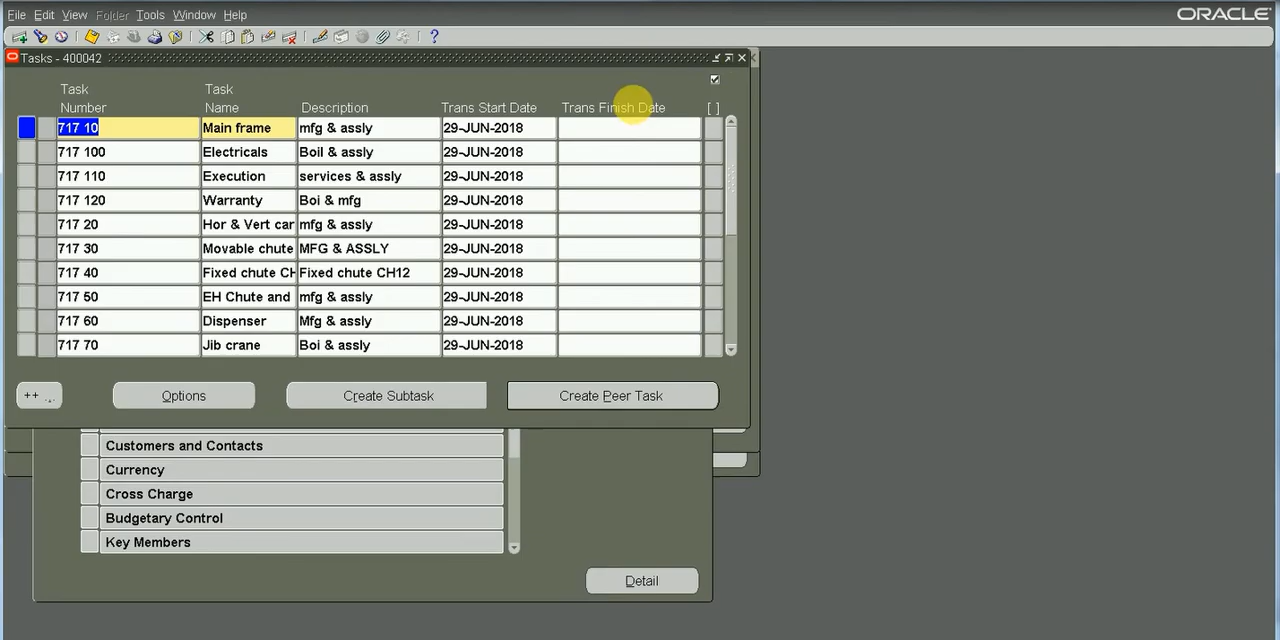 File Edit View Folder Tools Window Help ORACLE
Tasks - 400042
Task Number Task Name Description Trans Start Date Trans Finish Date [ ]
717 10 Main frame mfg & assly 29-JUN-2018
717 100 Electricals Boil & assly 29-JUN-2018
717 110 Execution services & assly 29-JUN-2018
717 120 Warranty Boi & mfg 29-JUN-2018
717 20 Hor & Vert car mfg & assly 29-JUN-2018
717 30 Movable chute MFG & ASSLY 29-JUN-2018
717 40 Fixed chute CH Fixed chute CH12 29-JUN-2018
717 50 EH Chute and mfg & assly 29-JUN-2018
717 60 Dispenser Mfg & assly 29-JUN-2018
717 70 Jib crane Boi & assly 29-JUN-2018
++ Options Create Subtask Create Peer Task
Customers and Contacts
Currency
Cross Charge
Budgetary Control
Key Members
Detail